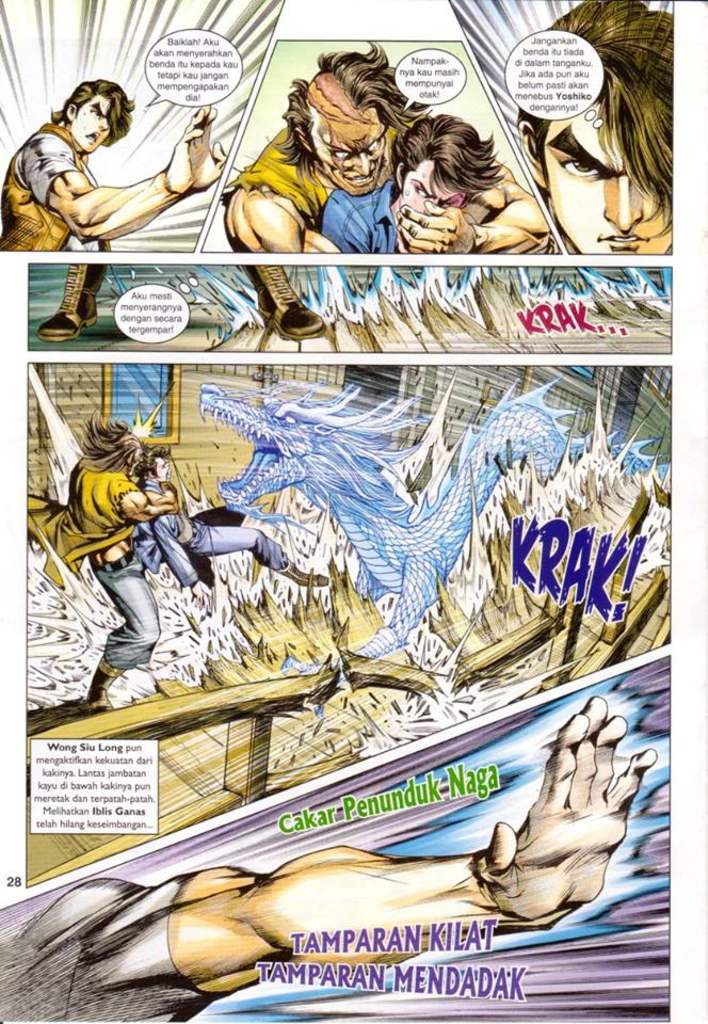 Baiklah! Aku
akan menyerahkan
benda itu kepada kau
tetapi kau jangan
mempengapakan
dia!
Nampak-
nya kau masih
mempunyai
otak!
Jangankan
benda itu tiada
di dalam tanganku.
Jika ada pun aku
belum pasti akan
menebus Yoshiko
dengannya!
Aku mesti
menyerangnya
dengan secara
tergempar!
KRAK...
KRAK!
Wong Siu Long pun
mengaktifkan kekuatan dari
kakinya. Lantas jambatan
kayu di bawah kakinya pun
meretak dan terpatah-patah.
Melihatkan Iblis Ganas
telah hilang keseimbangan...
Cakar Penunduk Naga
28
TAMPARAN KILAT
TAMPARAN MENDADAK